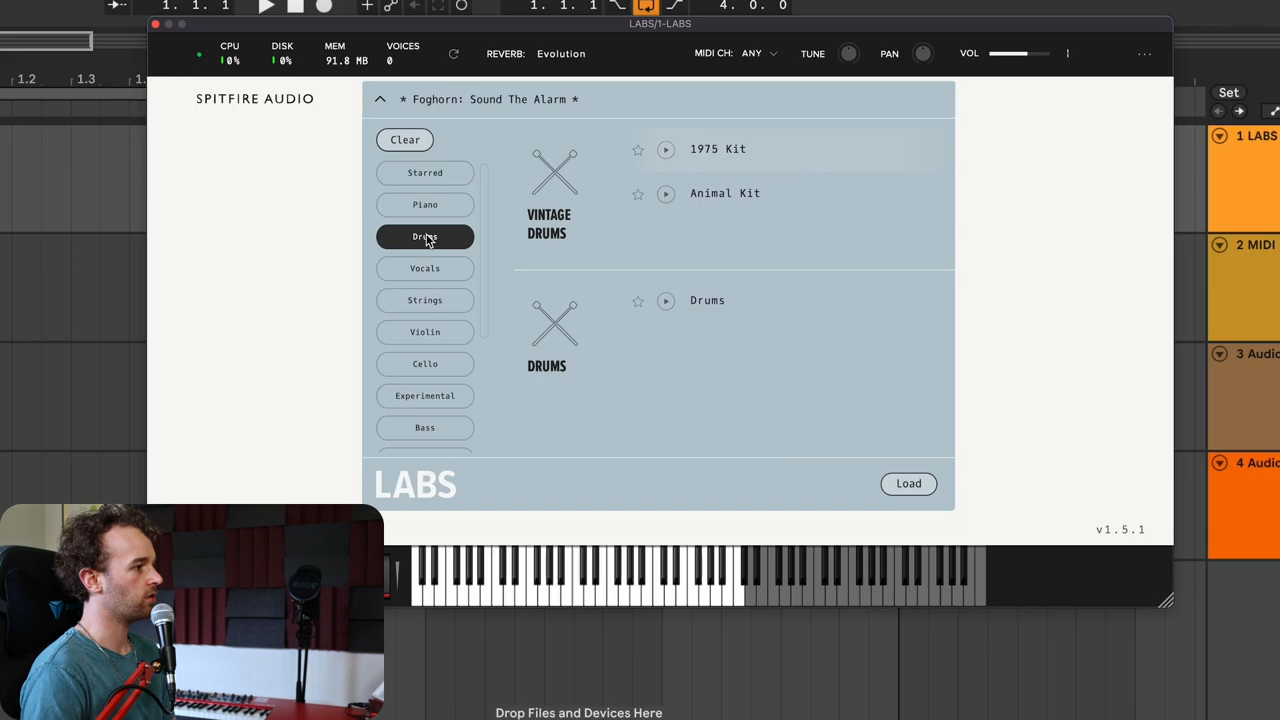 1. 1. 1
1. 1. 1
4. 0. 0
LABS/1-LABS
CPU
0%
DISK
0%
MEM
91.8 MB
VOICES
0
REVERB: Evolution
MIDI CH: ANY
TUNE
PAN
VOL
1.2
1.3
SPITFIRE AUDIO
* Foghorn: Sound The Alarm *
Set
Clear
Starred
Piano
Drums
Vocals
Strings
Violin
Cello
Experimental
Bass
VINTAGE
DRUMS
1975 Kit
Animal Kit
DRUMS
Drums
LABS
Load
v1.5.1
1 LABS
2 MIDI
3 Audio
4 Audio
RODE
Drop Files and Devices Here